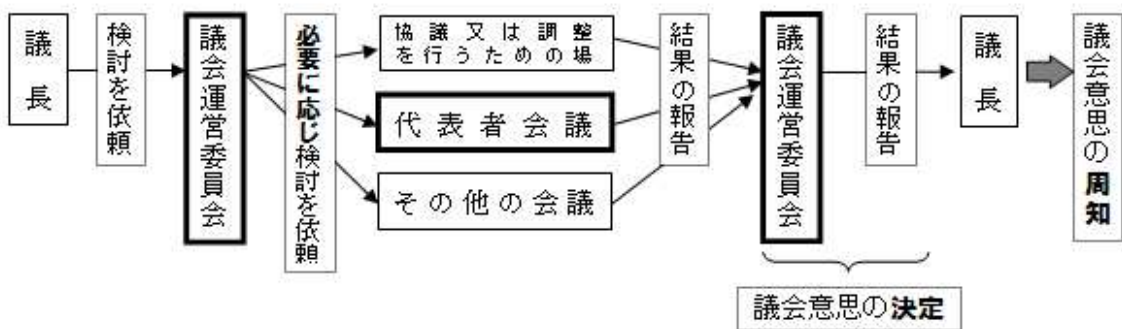 議長
検討を依頼
議会運営委員会
必要に応じ検討を依頼
協議又は調整
を行うための場
代表者会議
その他の会議
結果の報告
議会運営委員会
結果の報告
議長
議会意思の周知
議会意思の決定